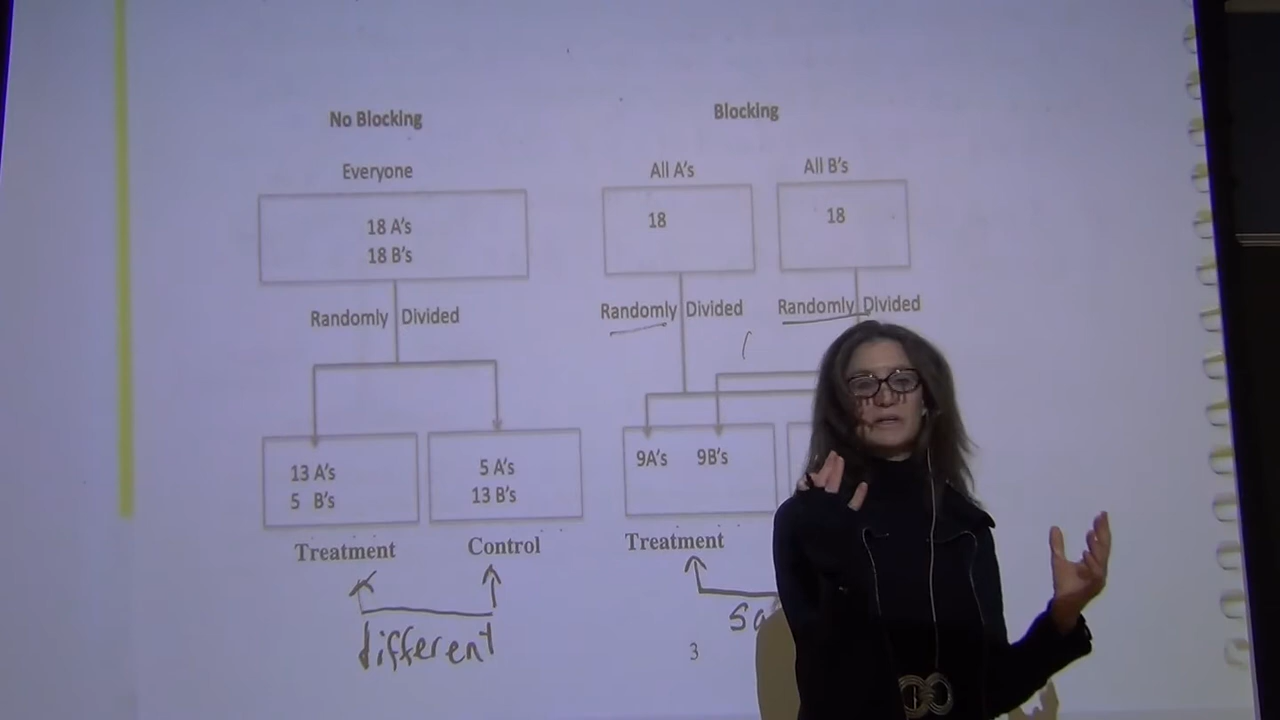 No Blocking
Everyone
18 A's
18 B's
Randomly Divided
13 A's
5 B's
5 A's
13 B's
Treatment
Control
different
Blocking
All A's
All B's
18
18
Randomly Divided
Randomly Divided
9A's 9B's
Treatment
3